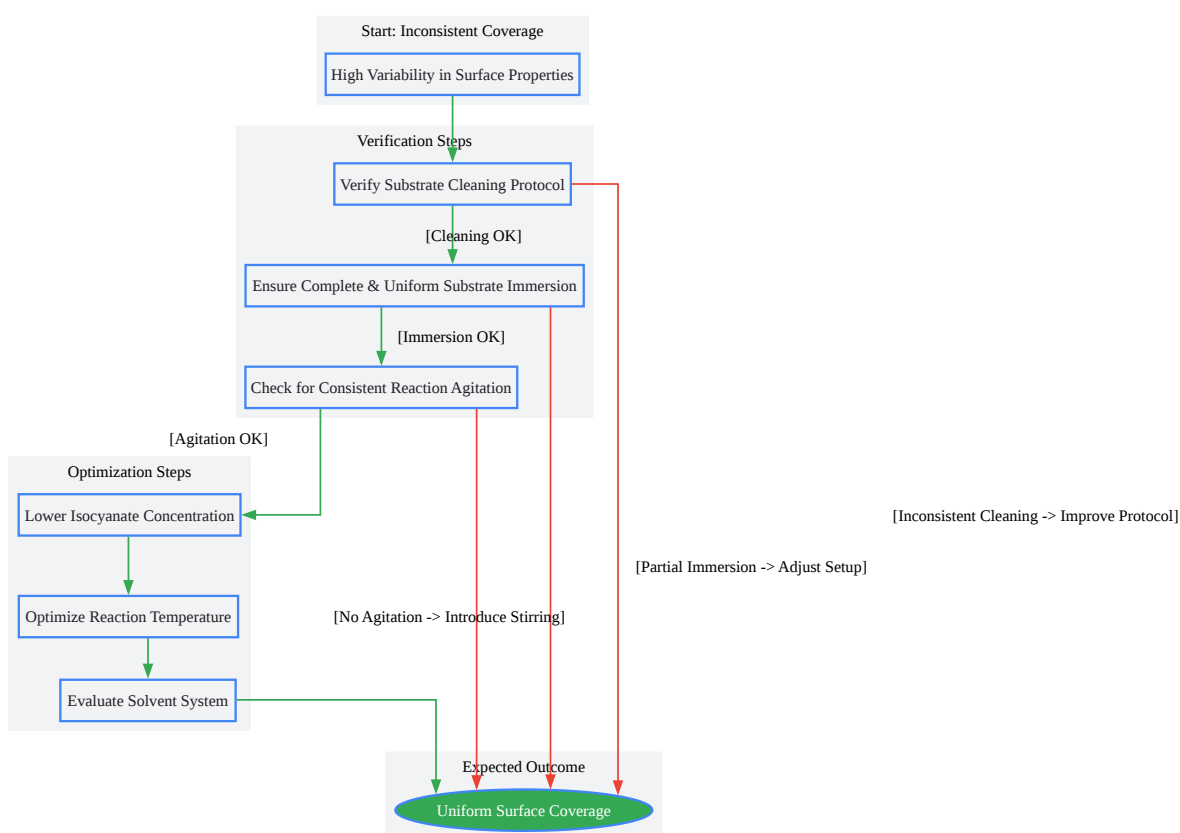 Start: Inconsistent Coverage
High Variability in Surface Properties
Verification Steps
Verify Substrate Cleaning Protocol
[Cleaning OK]
Ensure Complete & Uniform Substrate Immersion
[Immersion OK]
Check for Consistent Reaction Agitation
[Agitation OK]
Optimization Steps
Lower Isocyanate Concentration
[Inconsistent Cleaning -> Improve Protocol]
[Partial Immersion -> Adjust Setup]
Optimize Reaction Temperature
[No Agitation -> Introduce Stirring]
Evaluate Solvent System
Expected Outcome
Uniform Surface Coverage